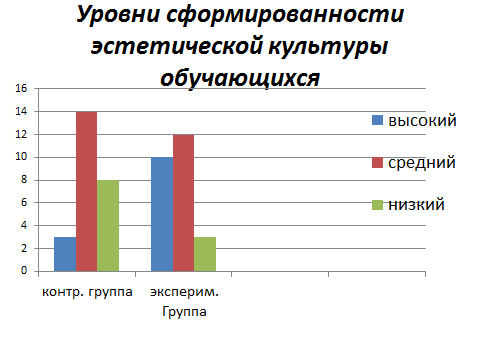 Уровни сформированности
эстетической культуры
обучающихся
16
14
12
10
8
6
4
2
0
высокий
средний
низкий
контр. группа
эксперим.
Группа